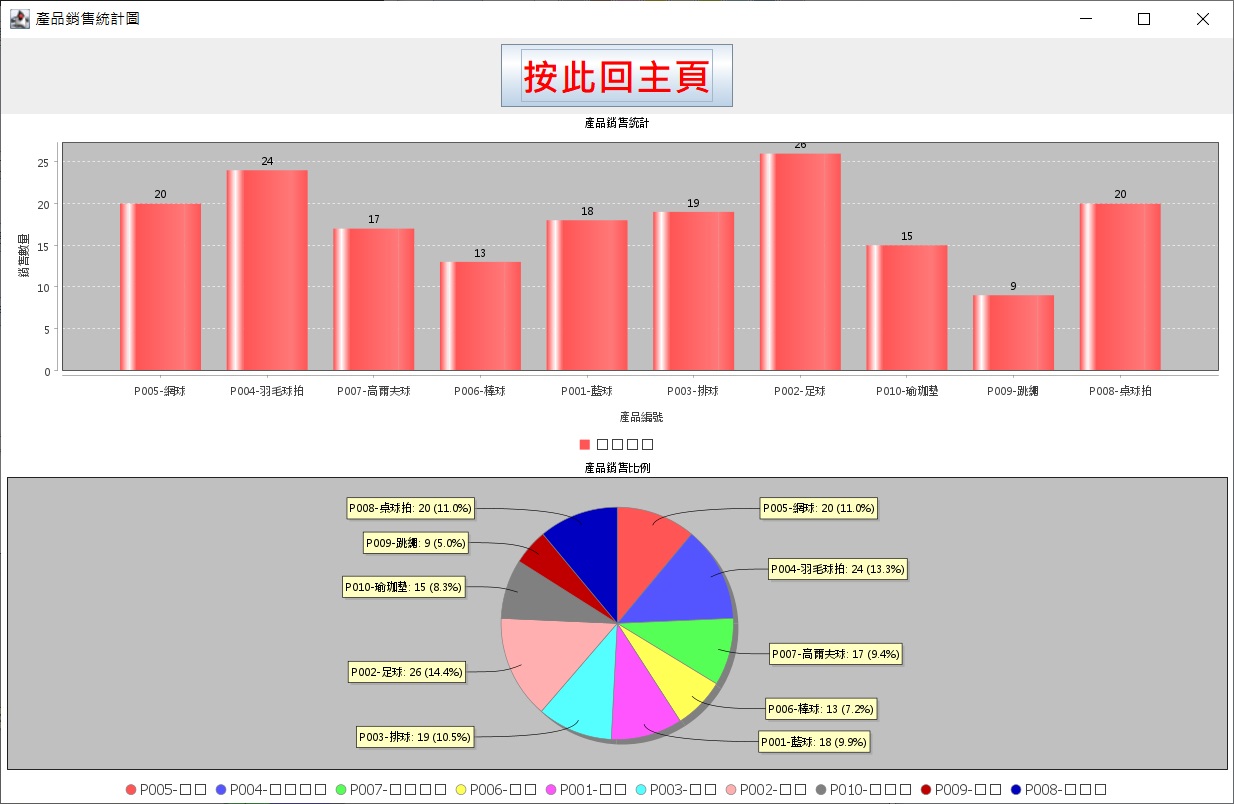 產品銷售統計圖
按此回主頁
產品銷售統計
銷售數量
25
20
15
10
5
0
20
24
17
13
18
19
26
15
9
20
P005-網球
P004-羽毛球拍
P007-高爾夫球
P006-棒球
P001-藍球
P003-排球
P002-足球
P010-瑜珈墊
P009-跳繩
P008-桌球拍
產品編號
□□□□
產品銷售比例
P008-桌球拍: 20 (11.0%)
P005-網球: 20 (11.0%)
P009-跳繩: 9 (5.0%)
P004-羽毛球拍: 24 (13.3%)
P010-瑜珈墊: 15 (8.3%)
P007-高爾夫球: 17 (9.4%)
P002-足球: 26 (14.4%)
P006-棒球: 13 (7.2%)
P003-排球: 19 (10.5%)
P001-藍球: 18 (9.9%)
P005-□□ P004-□□□□ P007-□□□□ P006-□□ P001-□□ P003-□□ P002-□□ P010-□□□ P009-□□ P008-□□□